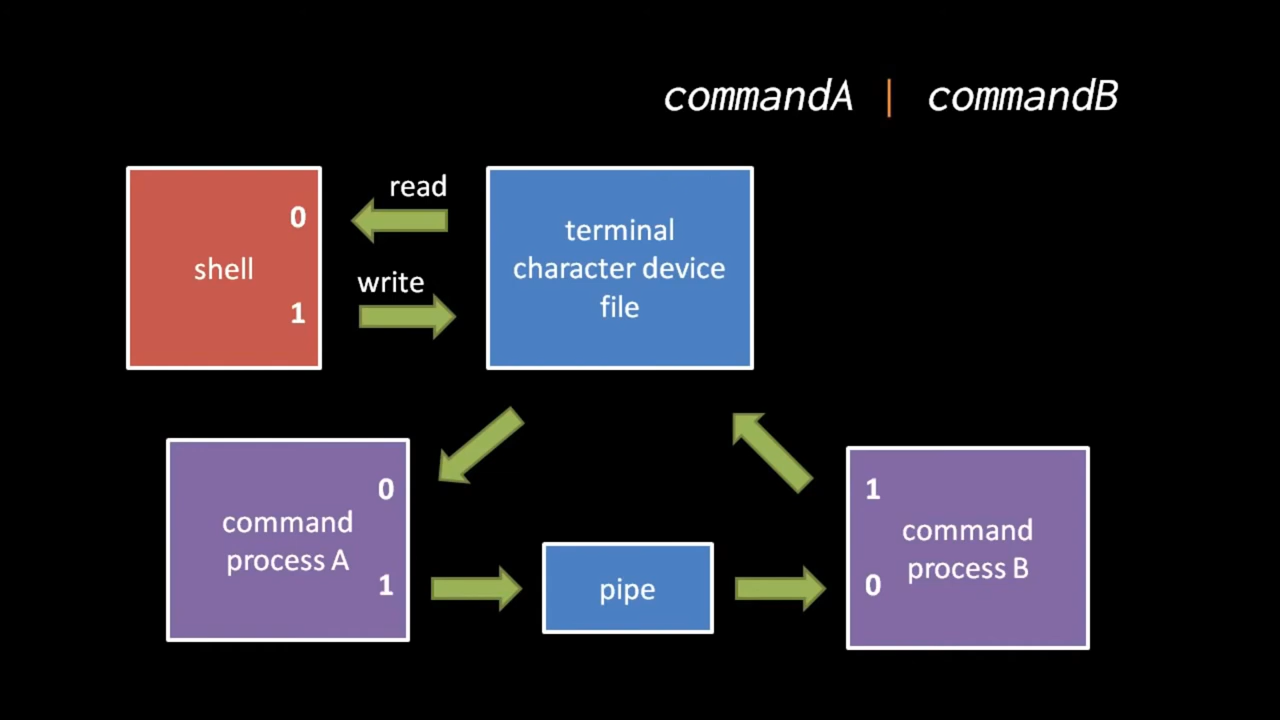 commandA | commandB
read
0
shell
write
1
terminal
character device
file
0
command
process A
1
pipe
1
command
process B
0